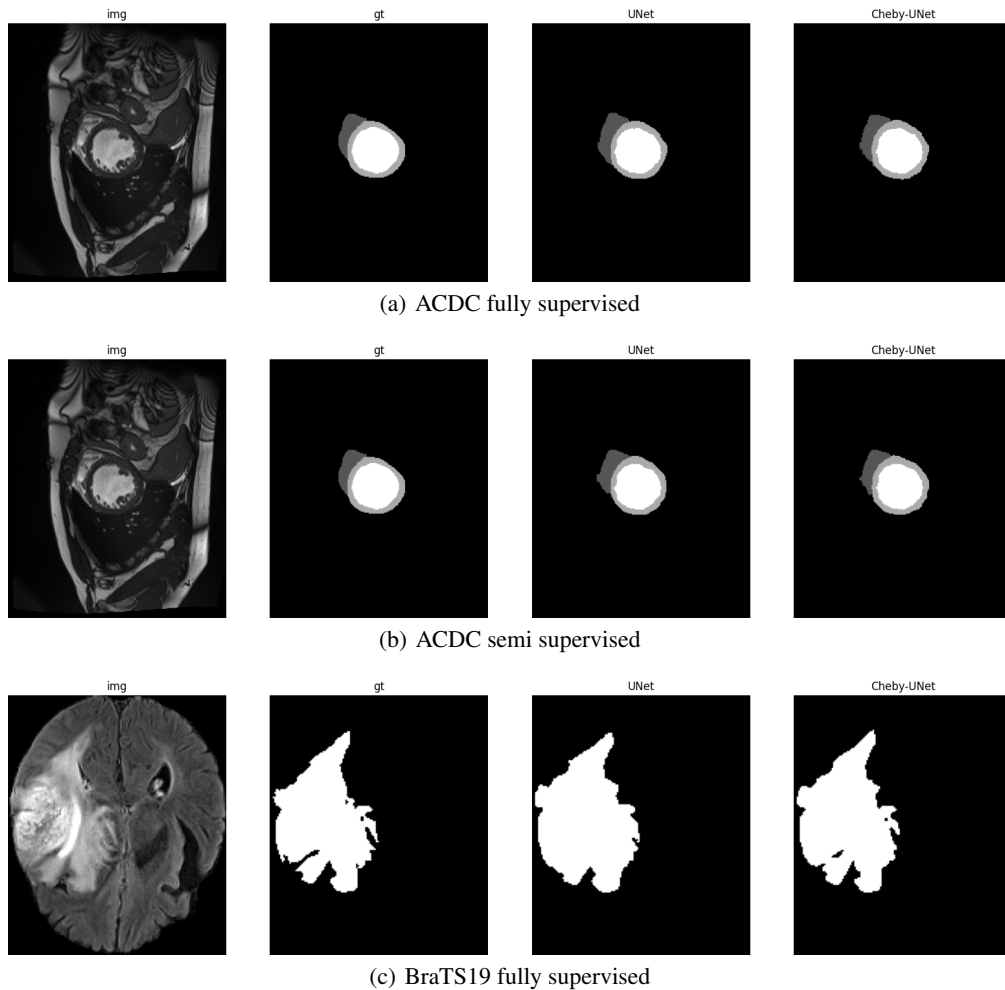 img gt UNet Cheby-UNet
(a) ACDC fully supervised
img gt UNet Cheby-UNet
(b) ACDC semi supervised
img gt UNet Cheby-UNet
(c) BraTS19 fully supervised